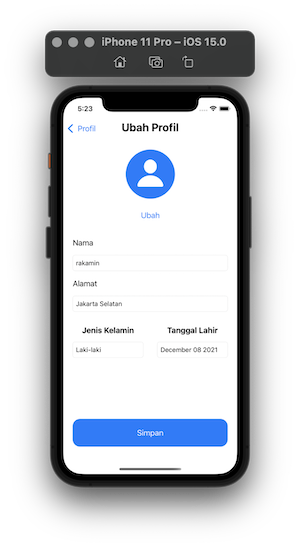 iPhone 11 Pro – iOS 15.0
5:23
Profil
Ubah Profil
Ubah
Nama
rakamin
Alamat
Jakarta Selatan
Jenis Kelamin
Tanggal Lahir
Laki-laki
December 08 2021
Simpan